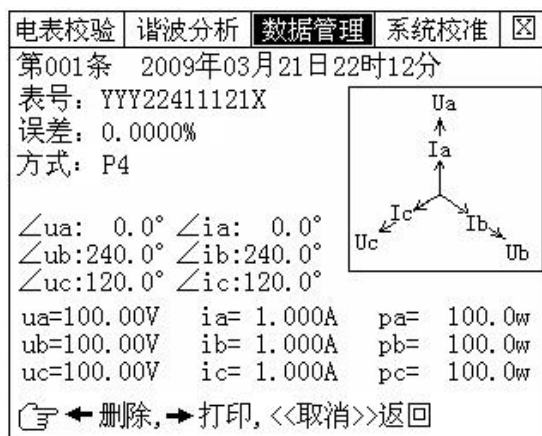 电表校验 谐波分析 数据管理 系统校准
第001条 2009年03月21日22时12分
表号: YYY22411121X
误差: 0.0000%
方式: P4
Ua
Ia
Ic
Ib
Uc
Ub
∠ua: 0.0° ∠ia: 0.0°
∠ub:240.0° ∠ib:240.0°
∠uc:120.0° ∠ic:120.0°
ua=100.00V ia= 1.000A pa= 100.0w
ub=100.00V ib= 1.000A pb= 100.0w
uc=100.00V ic= 1.000A pc= 100.0w
←删除,→打印,<<取消>>返回